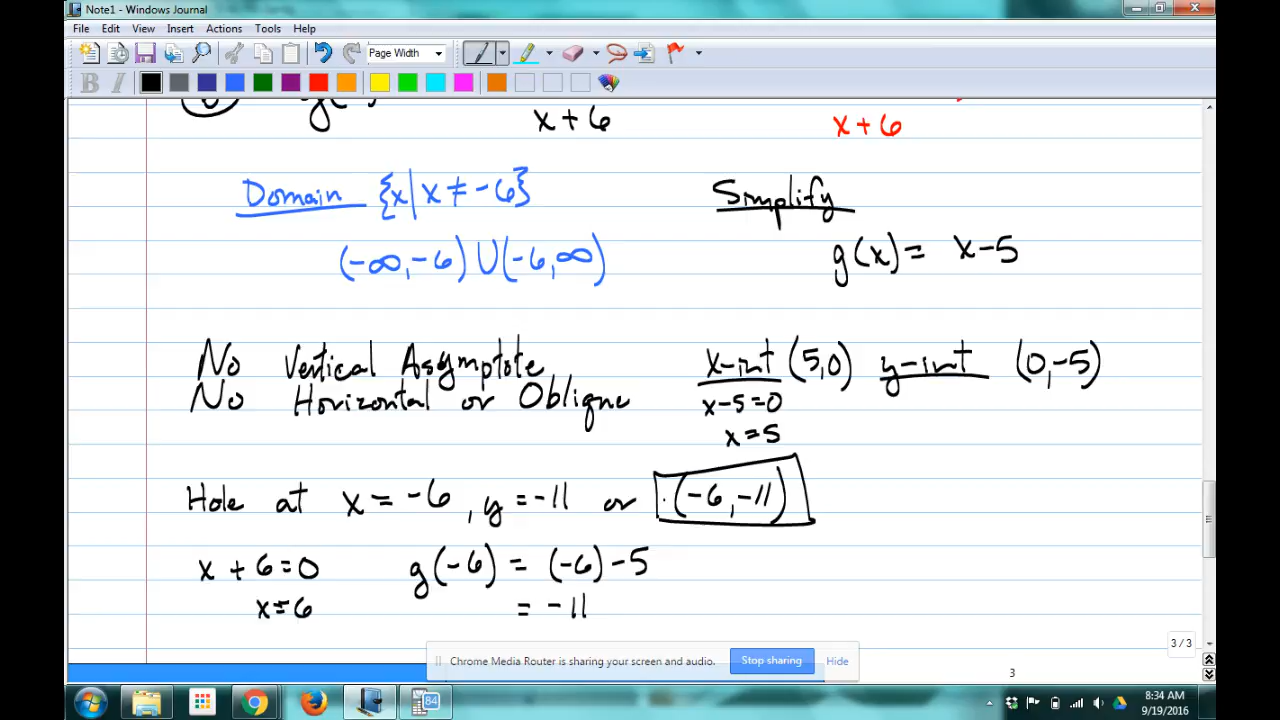 Note1 - Windows Journal
File Edit View Insert Actions Tools Help
Page Width
B I
x+6
x+6
Domain {x|x≠-6}
Simplify
(-∞,-6)∪(-6,∞)
g(x)= x-5
No Vertical Asymptote
x-int (5,0) y-int (0,-5)
No Horizontal or Oblique
x-5=0
x=5
Hole at x=-6, y=-11 or (-6,-11)
x+6=0 g(-6) = (-6)-5
x=6 = -11
3 / 3
Chrome Media Router is sharing your screen and audio. Stop sharing Hide
3
84
8:34 AM
9/19/2016